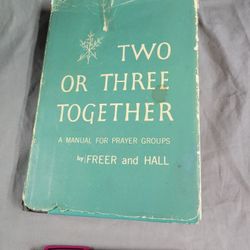 TWO
OR THREE
TOGETHER
A MANUAL FOR PRAYER GROUPS
by FREER and HALL